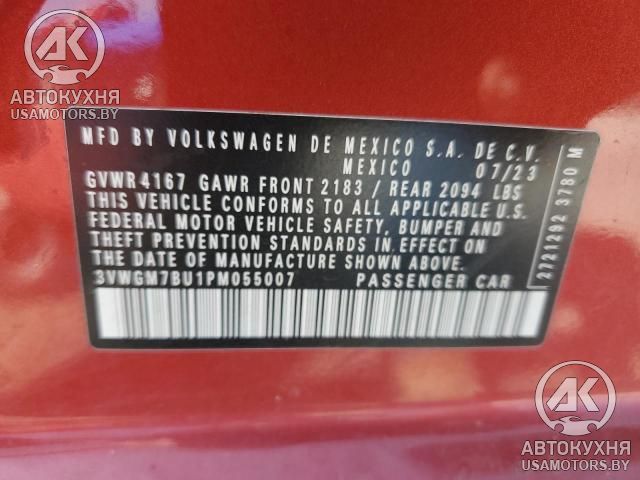 AK
АВТОКУХНЯ
USAMOTORS.BY
MFD BY VOLKSWAGEN DE MEXICO S.A. DE C.V.
MEXICO 07/23
GVWR 4167 GAWR FRONT 2183 / REAR 2094 LBS
THIS VEHICLE CONFORMS TO ALL APPLICABLE U.S.
FEDERAL MOTOR VEHICLE SAFETY, BUMPER AND
THEFT PREVENTION STANDARDS IN EFFECT ON
THE DATE OF MANUFACTURE SHOWN ABOVE.
3VWGM7BU1PM055007 PASSENGER CAR
2721292 3780 M
AK
АВТОКУХНЯ
USAMOTORS.BY